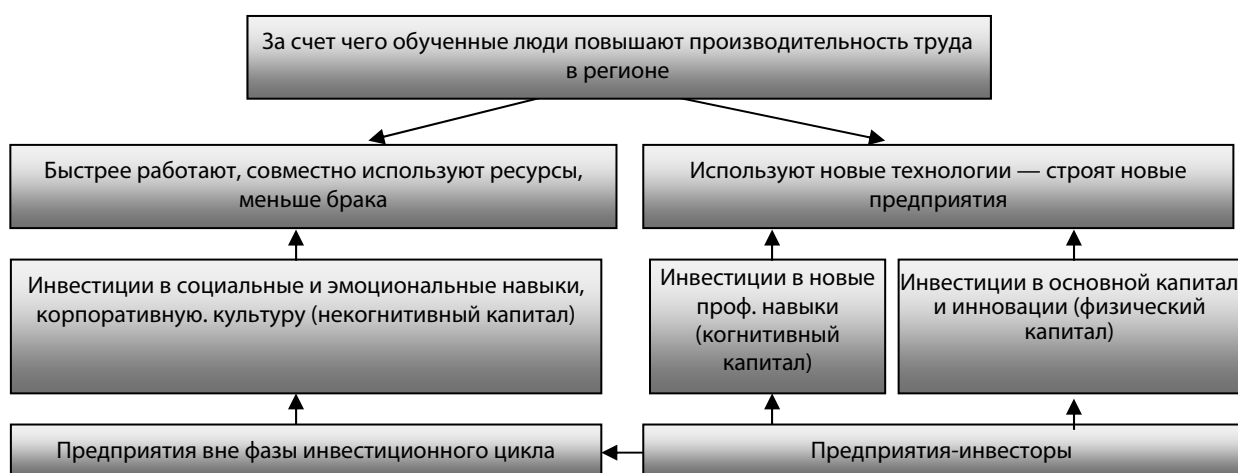 За счет чего обученные люди повышают производительность труда
в регионе
Быстрее работают, совместно используют ресурсы,
меньше брака
Используют новые технологии — строят новые
предприятия
Инвестиции в социальные и эмоциональные навыки,
корпоративную. культуру (некогнитивный капитал)
Инвестиции в новые
проф. навыки
(когнитивный
капитал)
Инвестиции в основной капитал
и инновации (физический
капитал)
Предприятия вне фазы инвестиционного цикла
Предприятия-инвесторы